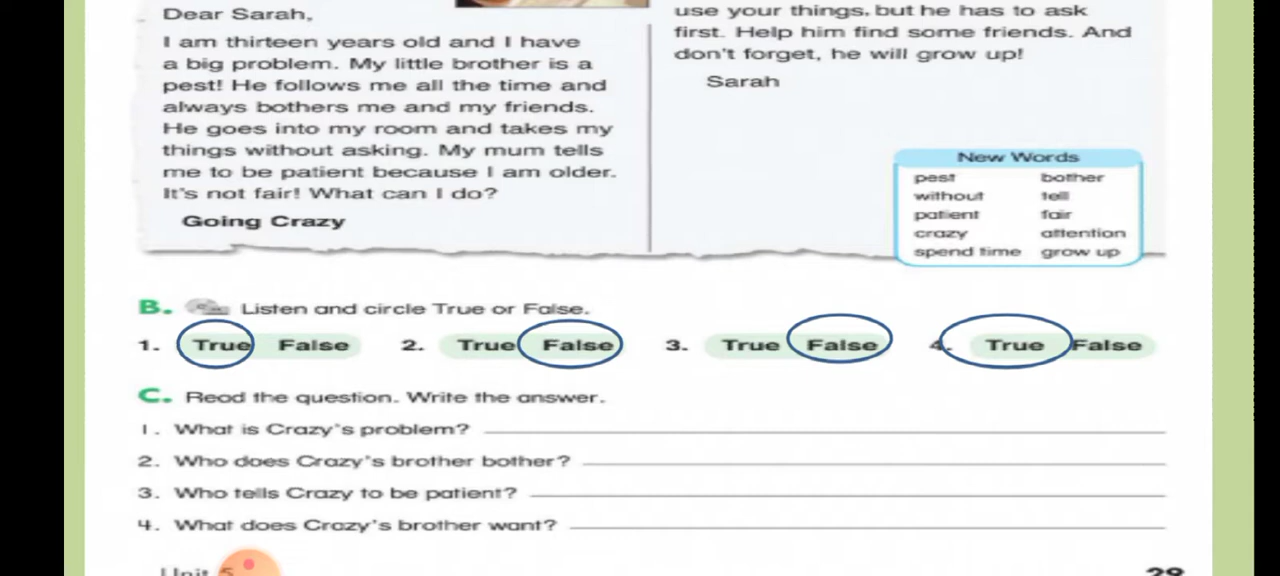 Dear Sarah,
I am thirteen years old and I have
a big problem. My little brother is a
pest! He follows me all the time and
always bothers me and my friends.
He goes into my room and takes my
things without asking. My mum tells
me to be patient because I am older.
It's not fair! What can I do?
Going Crazy
use your things, but he has to ask
first. Help him find some friends. And
don't forget, he will grow up!
Sarah
New Words
pest bother
without tell
patient fair
crazy attention
spend time grow up
B. Listen and circle True or False.
1. True False 2. True False 3. True False 4. True False
C. Read the question. Write the answer.
1. What is Crazy's problem?
2. Who does Crazy's brother bother?
3. Who tells Crazy to be patient?
4. What does Crazy's brother want?
Unit 5